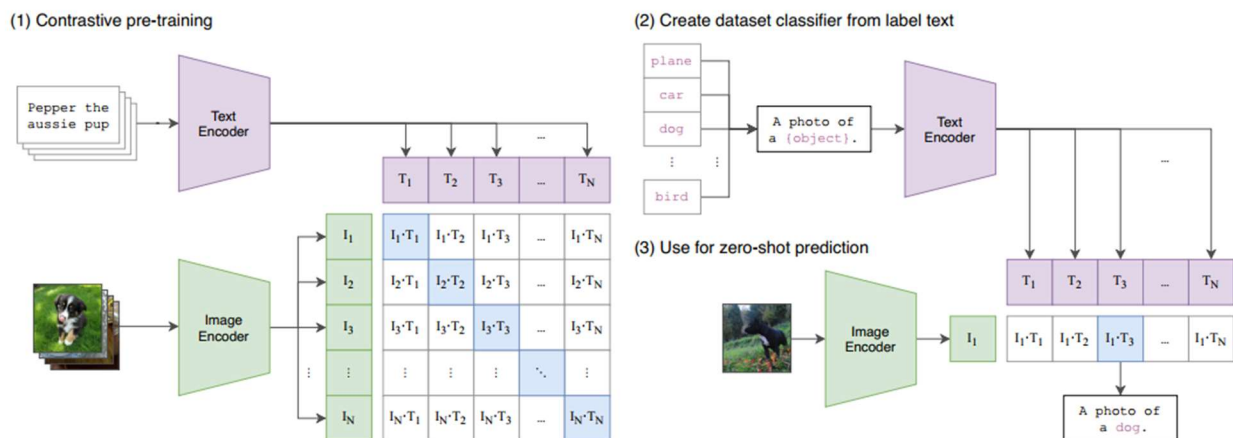 (1) Contrastive pre-training
Pepper the
aussie pup
Text
Encoder
...
T1 T2 T3 ... TN
I1 I1·T1 I1·T2 I1·T3 ... I1·TN
I2 I2·T1 I2·T2 I2·T3 ... I2·TN
Image
Encoder
I3 I3·T1 I3·T2 I3·T3 ... I3·TN
⋮ ⋮ ⋮ ⋮ ⋮ ⋱ ⋮
IN IN·T1 IN·T2 IN·T3 ... IN·TN
(2) Create dataset classifier from label text
plane
car
dog
⋮ ⋮
bird
A photo of
a {object}.
Text
Encoder
...
(3) Use for zero-shot prediction
Image
Encoder
T1 T2 T3 ... TN
I1 I1·T1 I1·T2 I1·T3 ... I1·TN
A photo of
a dog.